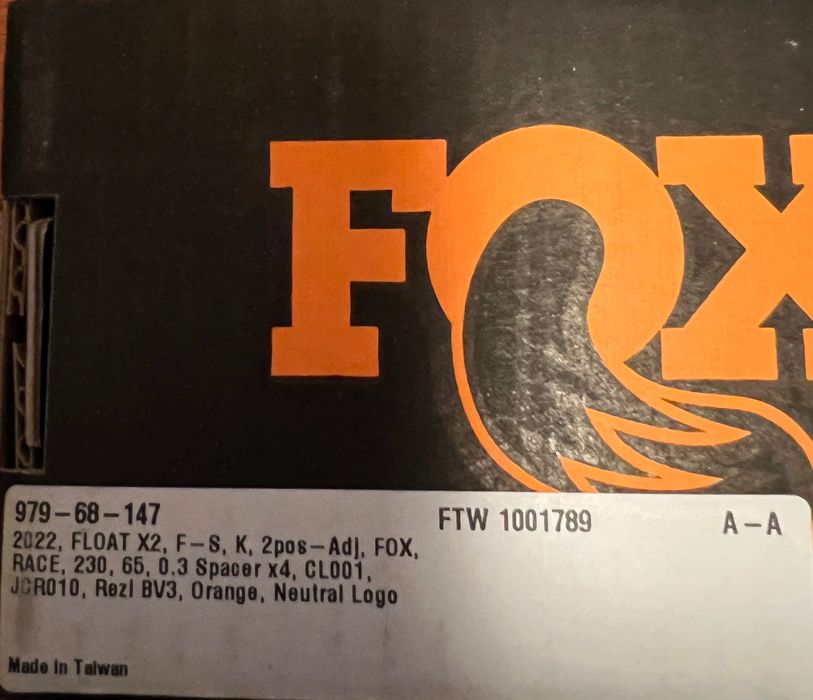 FOX
979-68-147
FTW 1001789
A-A
2022, FLOAT X2, F-S, K, 2pos-Adj, FOX,
RACE, 230, 65, 0.3 Spacer x4, CL001,
Rezi BV3, Orange, Neutral Logo
Made In Taiwan